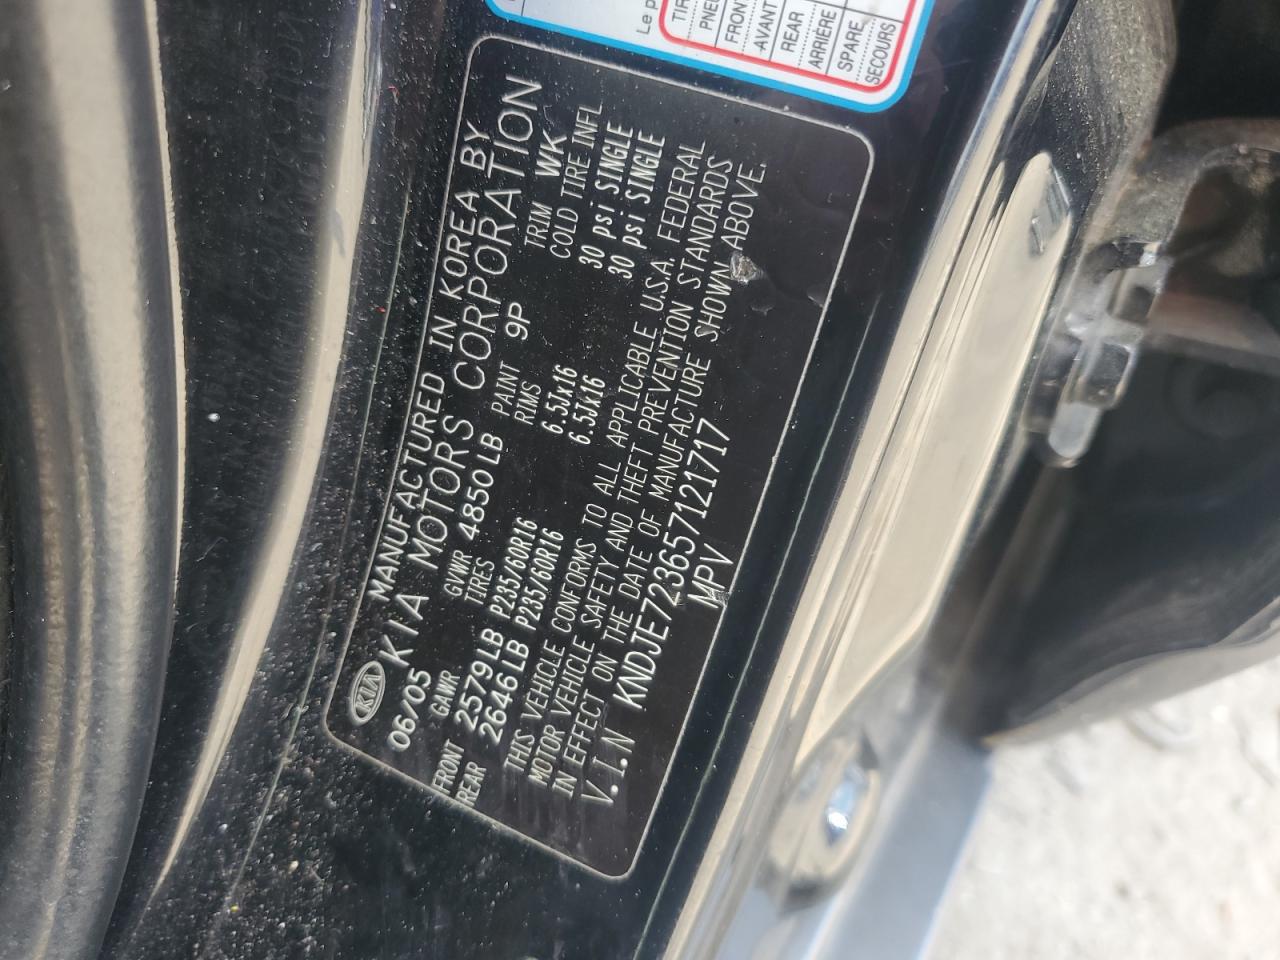 KIA
MANUFACTURED IN KOREA BY
06/05 KIA MOTORS CORPORATION
GVWR 4850LB PAINT 9P TRIM WK
GAWR TIRES RIMS COLD TIRE INFL
FRONT 2579LB P235/60R16 6.5Jx16 30 psi SINGLE
REAR 2646LB P235/60R16 6.5Jx16 30 psi SINGLE
THIS VEHICLE CONFORMS TO ALL APPLICABLE U.S.A. FEDERAL
MOTOR VEHICLE SAFETY AND THEFT PREVENTION STANDARDS
IN EFFECT ON THE DATE OF MANUFACTURE SHOWN ABOVE.
V.I.N KNDJE723657121717
MPV
Le
FRONT
AVANT
REAR
ARRIÈRE
SPARE
SECOURS